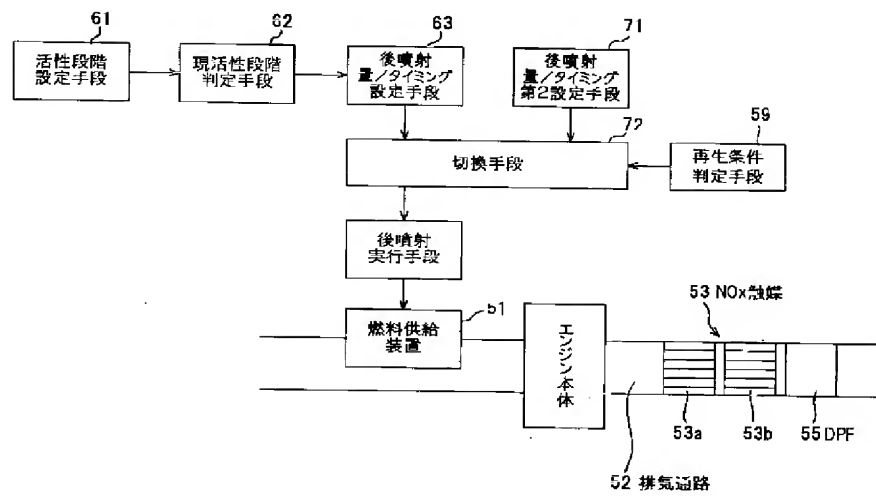 61
活性段階
設定手段
62
現活性段階
判定手段
63
後噴射
量/タイミング
設定手段
71
後噴射
量/タイミング
第2設定手段
72
切換手段
59
再生条件
判定手段
後噴射
実行手段
51
燃料供給
装置
エンジン本体
53 NOx触媒
53a
53b
55 DPF
52 排気通路